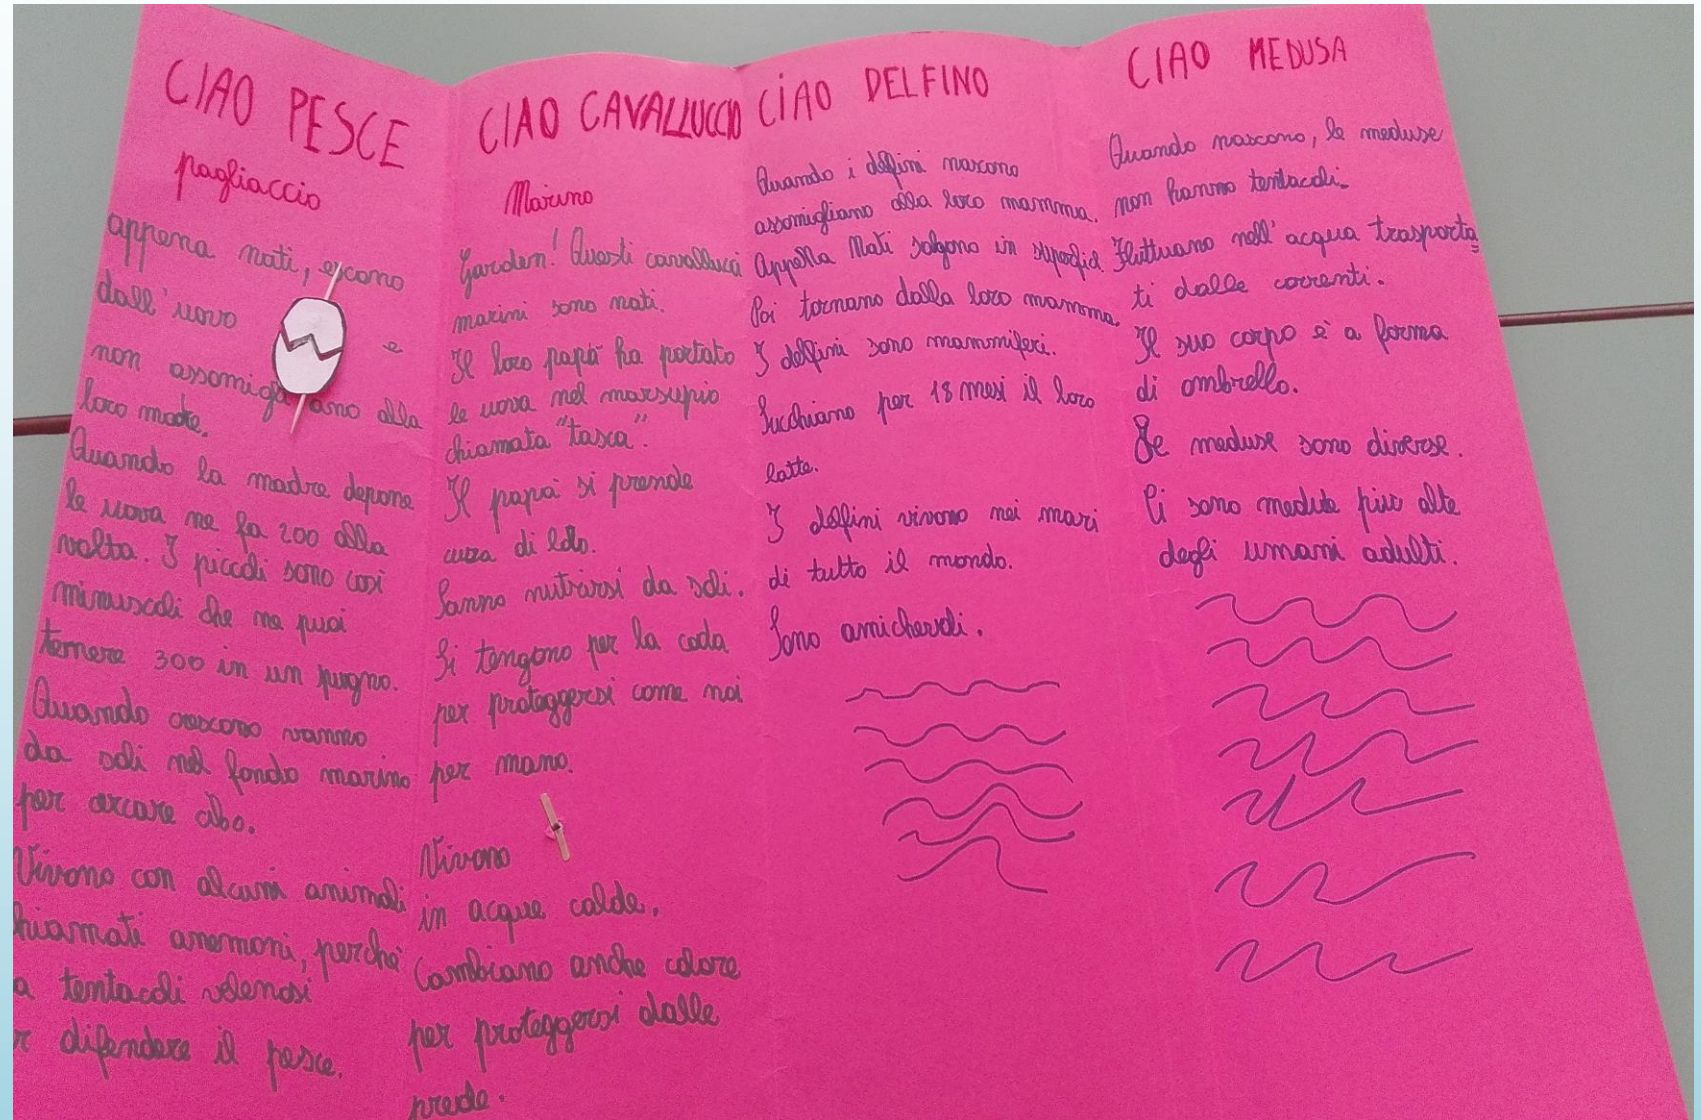 CIAO PESCE
pagliaccio
appena nati, escono
dall'uovo e
non assomigliano alla
loro madre.
Quando la madre depone
le uova ne fa 200 alla
volta. I piccoli sono così
minuscoli che ne puoi
tenere 300 in un pugno.
Quando crescono vanno
da soli nel fondo marino
per cercare cibo.
Vivono con alcuni animali
hiamati anemoni, perché
a tentacoli velenosi
r difendere il pesce.
CIAO CAVALLUCCIO
Marino
Questi cavallucci
marini sono nati.
Il loro papà ha portato
le uova nel marsupio
chiamata "tasca".
Il papà si prende
cura di loro.
Sanno nutrirsi da soli.
Si tengono per la coda
per proteggersi come noi
per mano.
Vivono
in acque calde.
Cambiano anche colore
per proteggersi dalle
prede.
CIAO DELFINO
Quando i delfini nascono
assomigliano alla loro mamma.
Appena Nati salgono in
Poi tornano dalla loro mamma.
I delfini sono mammiferi.
Succhiano per 18 mesi il loro
latte.
I delfini vivono nei mari
di tutto il mondo.
Sono amichevoli.
CIAO MEDUSA
Quando nascono, le meduse
non hanno tentacoli.
Fluttuano nell'acqua trasporta
ti dalle correnti.
Il suo corpo è a forma
di ombrello.
Le meduse sono diverse.
Ci sono meduse più alte
degli umani adulti.